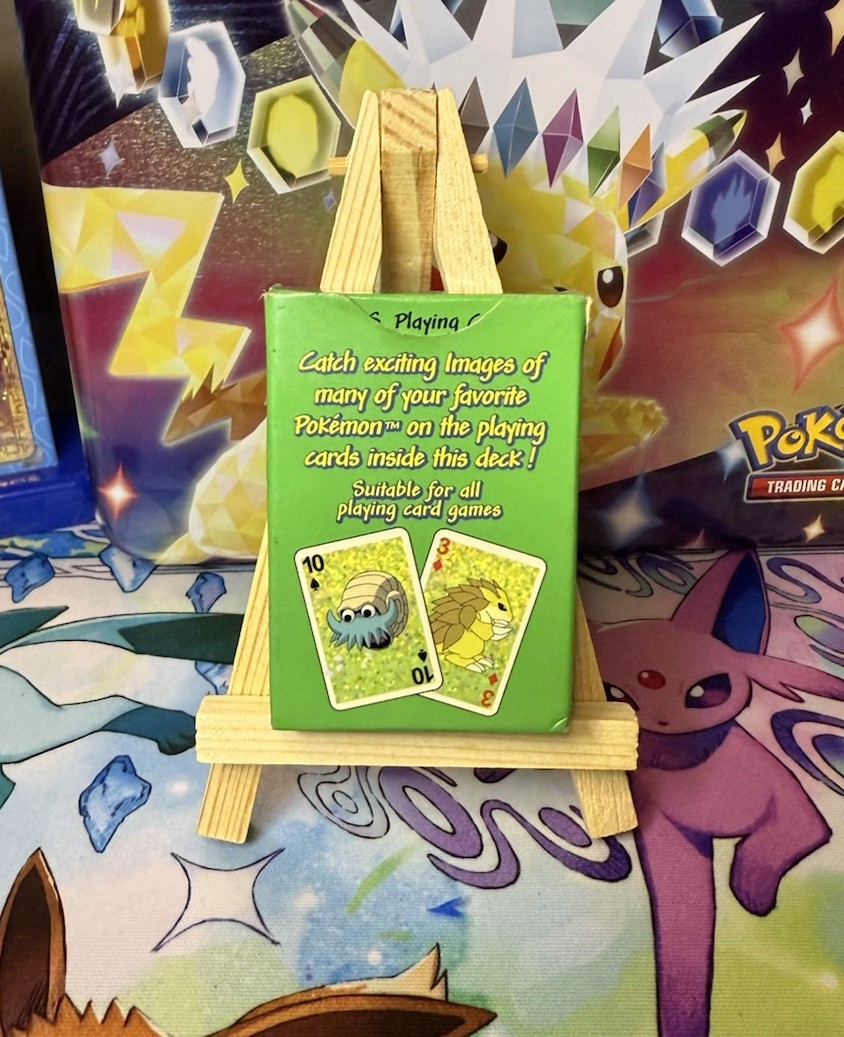 Playing
Catch exciting Images of
many of your favorite
Pokémon™ on the playing
cards inside this deck!
Suitable for all
playing card games
10
3
10
3
TRADING